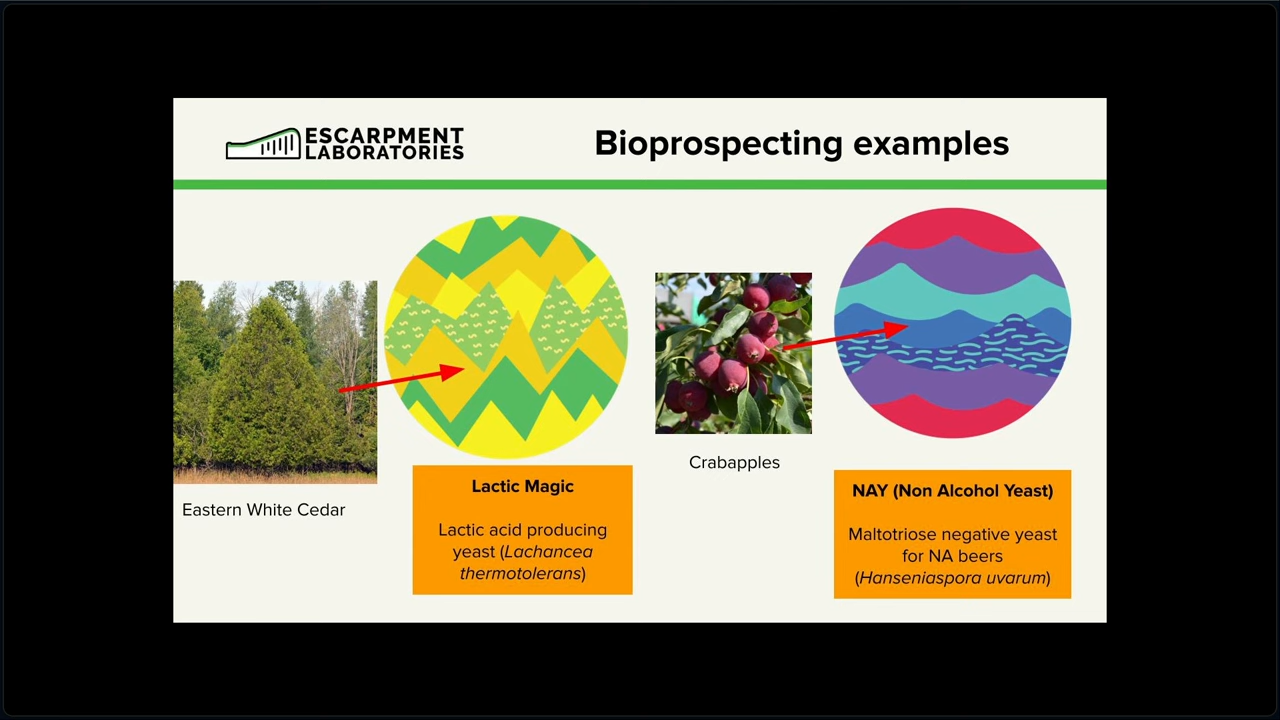 ESCARPMENT
LABORATORIES
Bioprospecting examples
Eastern White Cedar
Lactic Magic
Lactic acid producing
yeast (Lachancea
thermotolerans)
Crabapples
NAY (Non Alcohol Yeast)
Maltotriose negative yeast
for NA beers
(Hanseniaspora uvarum)